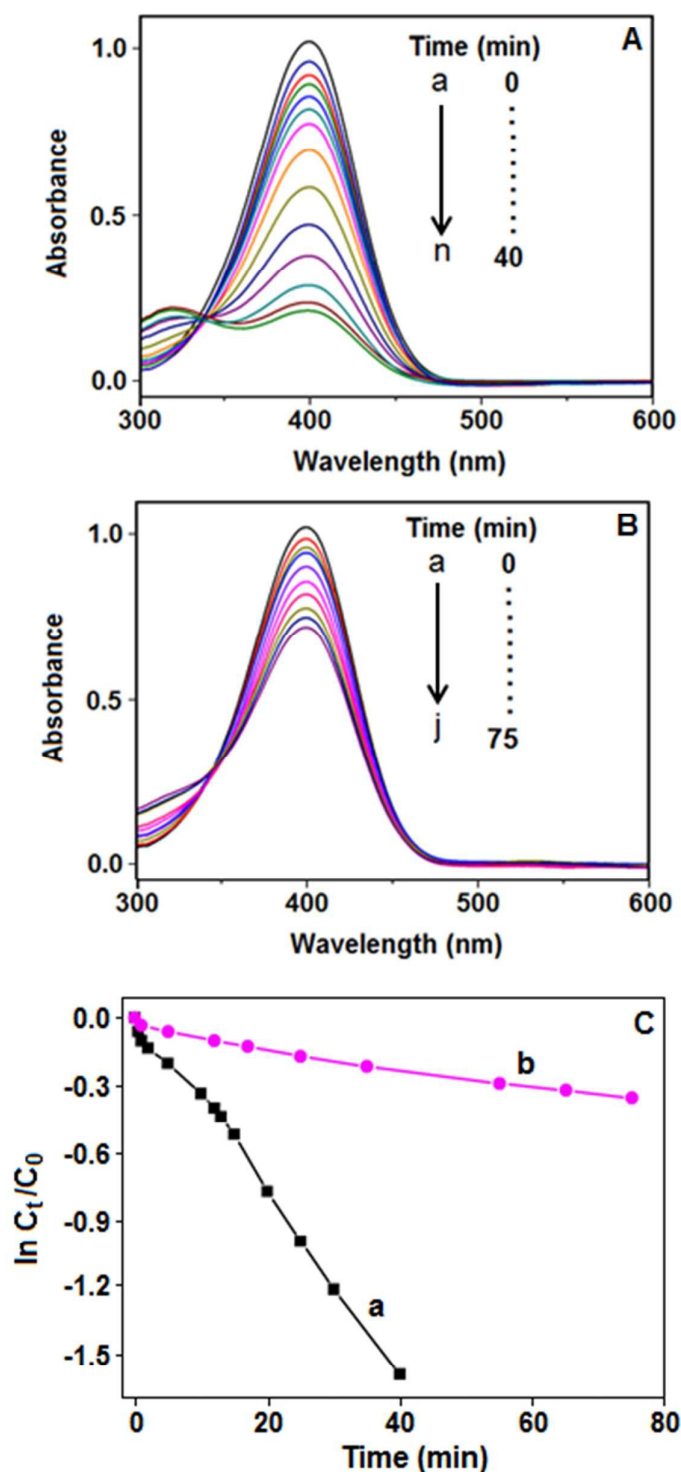 A
Time (min)
a 0
n 40
1.0
0.5
0.0
Absorbance
300 400 500 600
Wavelength (nm)
B
Time (min)
a 0
j 75
1.0
0.5
0.0
Absorbance
300 400 500 600
Wavelength (nm)
C
b
a
0.0
-0.3
-0.6
-0.9
-1.2
-1.5
ln Cₜ/C₀
0 20 40 60 80
Time (min)